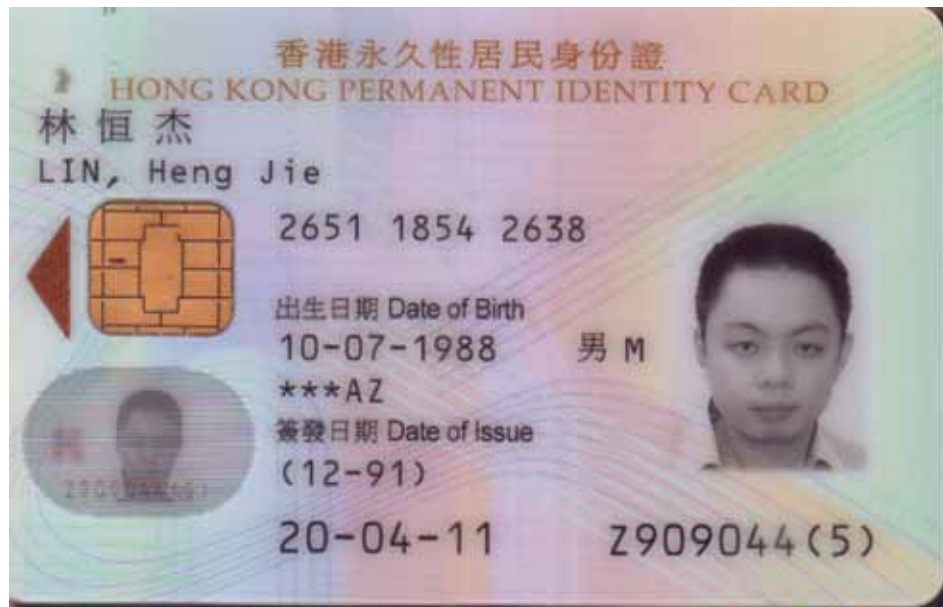 香港永久性居民身份證
HONG KONG PERMANENT IDENTITY CARD
林恒杰
LIN, Heng Jie
2651 1854 2638
出生日期 Date of Birth
10-07-1988 男 M
***AZ
簽發日期 Date of Issue
(12-91)
20-04-11 Z909044(5)